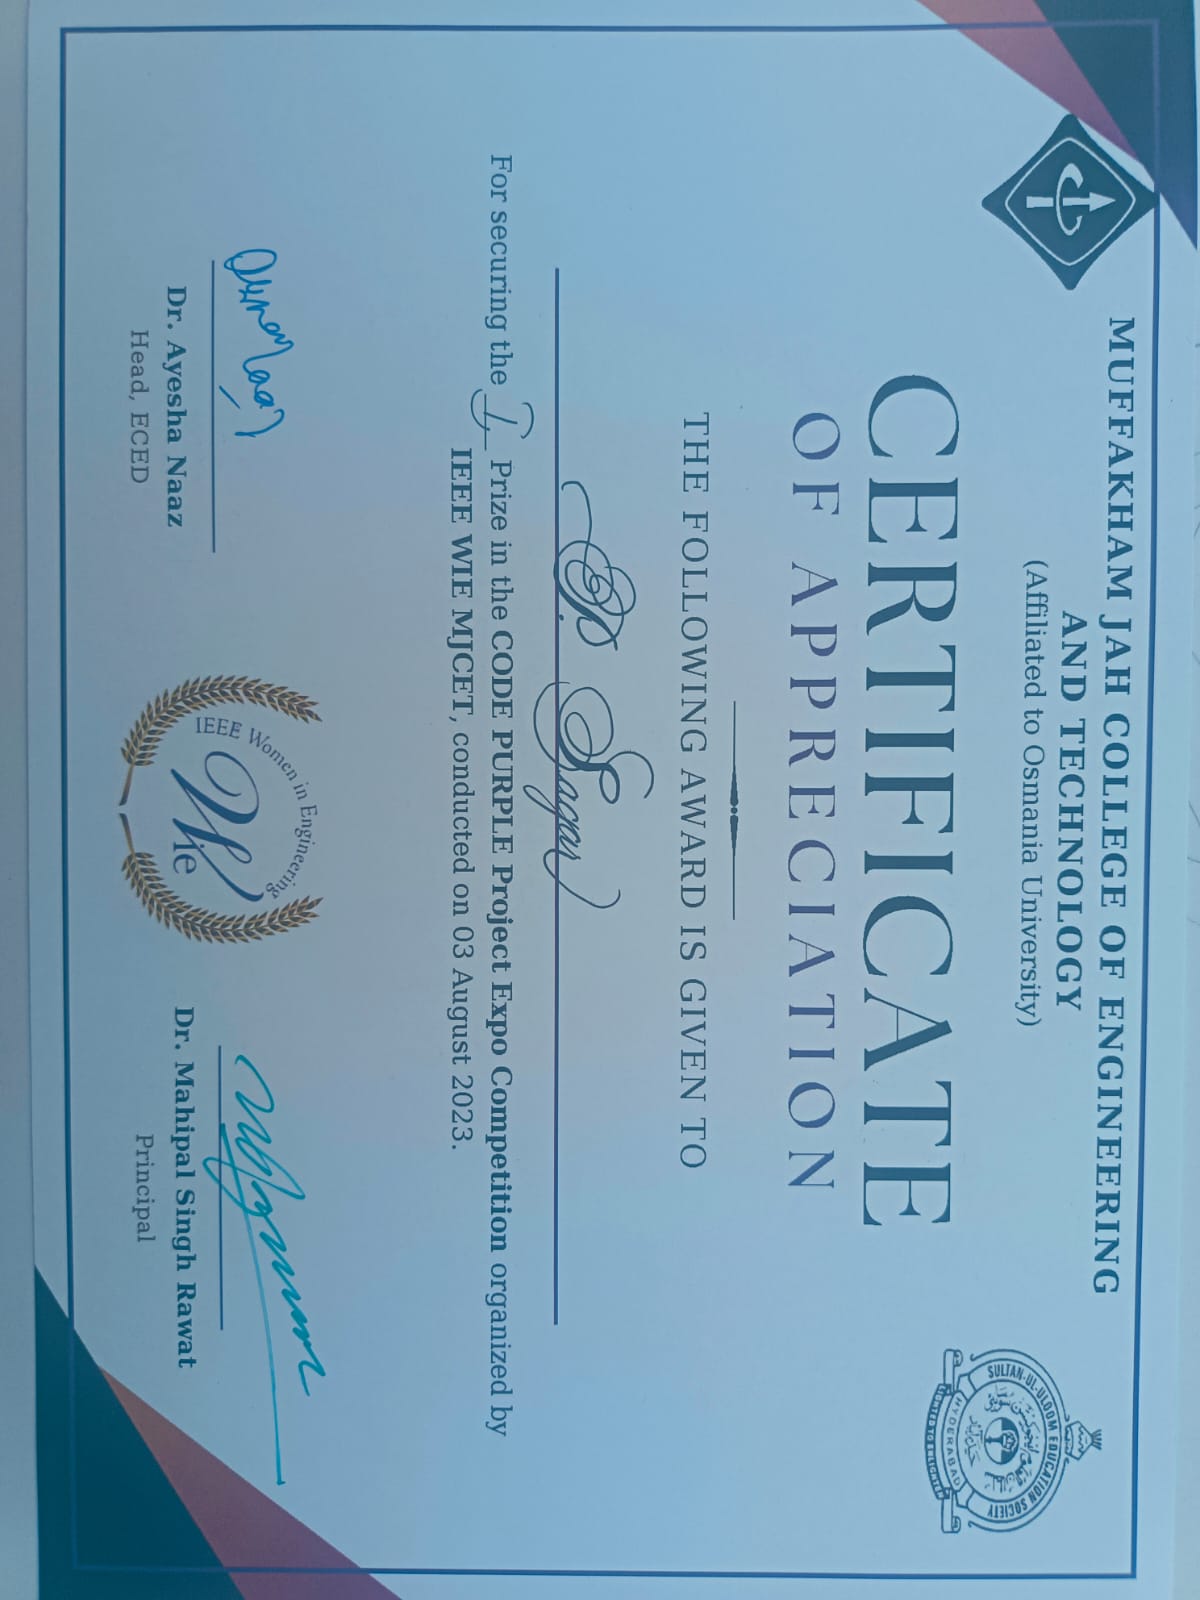 MUFFAKHAM JAH COLLEGE OF ENGINEERING
AND TECHNOLOGY
(Affiliated to Osmania University)
SULTAN-UL-ULOOM EDUCATION SOCIETY
HYDERABAD
LIGHTED TO ENLIGHTEN
CERTIFICATE
OF APPRECIATION
THE FOLLOWING AWARD IS GIVEN TO
P. Sagar
For securing the I Prize in the CODE PURPLE Project Expo Competition organized by
IEEE WIE MJCET, conducted on 03 August 2023.
IEEE Women in Engineering
Wie
Dr. Ayesha Naaz
Head, ECED
Dr. Mahipal Singh Rawat
Principal